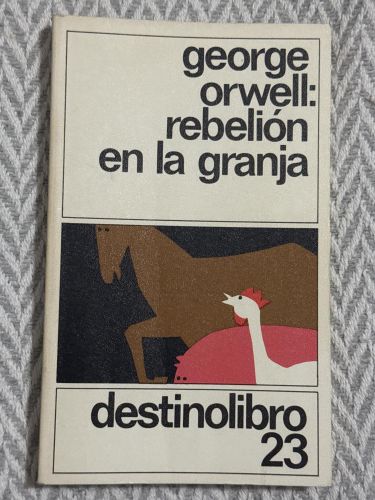 george
orwell:
rebelión
en la granja
destinolibro
23